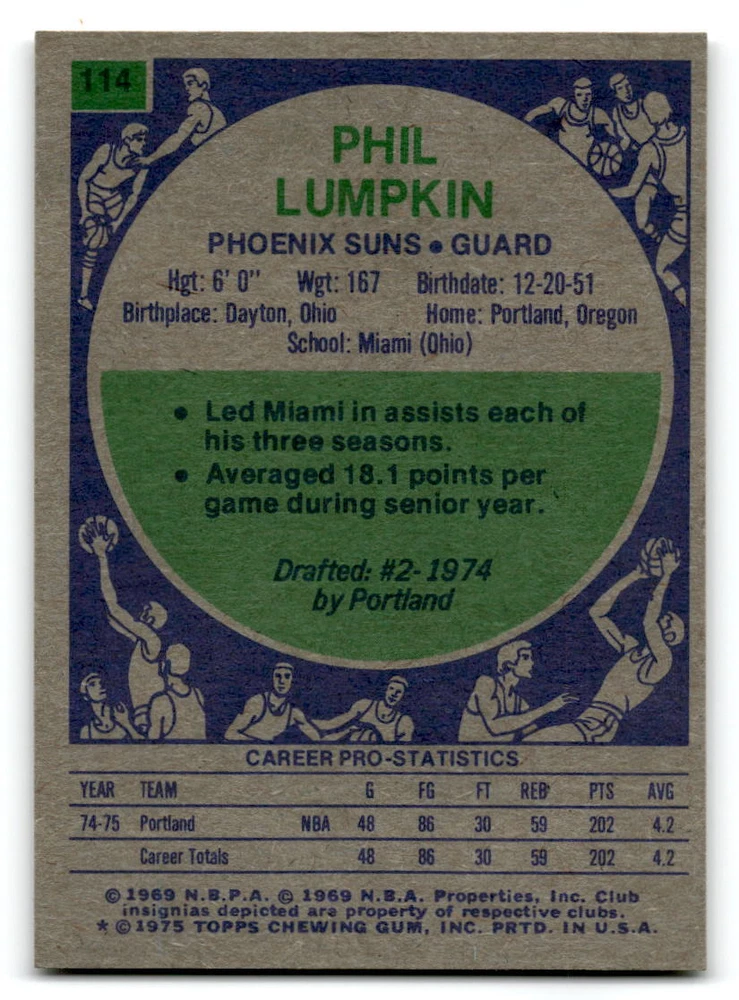 114
PHIL
LUMPKIN
PHOENIX SUNS • GUARD
Hgt: 6' 0" Wgt: 167 Birthdate: 12-20-51
Birthplace: Dayton, Ohio Home: Portland, Oregon
School: Miami (Ohio)
• Led Miami in assists each of
his three seasons.
• Averaged 18.1 points per
game during senior year.
Drafted: #2-1974
by Portland
CAREER PRO-STATISTICS
YEAR TEAM G FG FT REB PTS AVG
74-75 Portland NBA 48 86 30 59 202 4.2
Career Totals 48 86 30 59 202 4.2
© 1969 N.B.P.A. © 1969 N.B.A. Properties, Inc. Club
insignias depicted are property of respective clubs.
* © 1975 TOPPS CHEWING GUM, INC. PRTD. IN U.S.A.